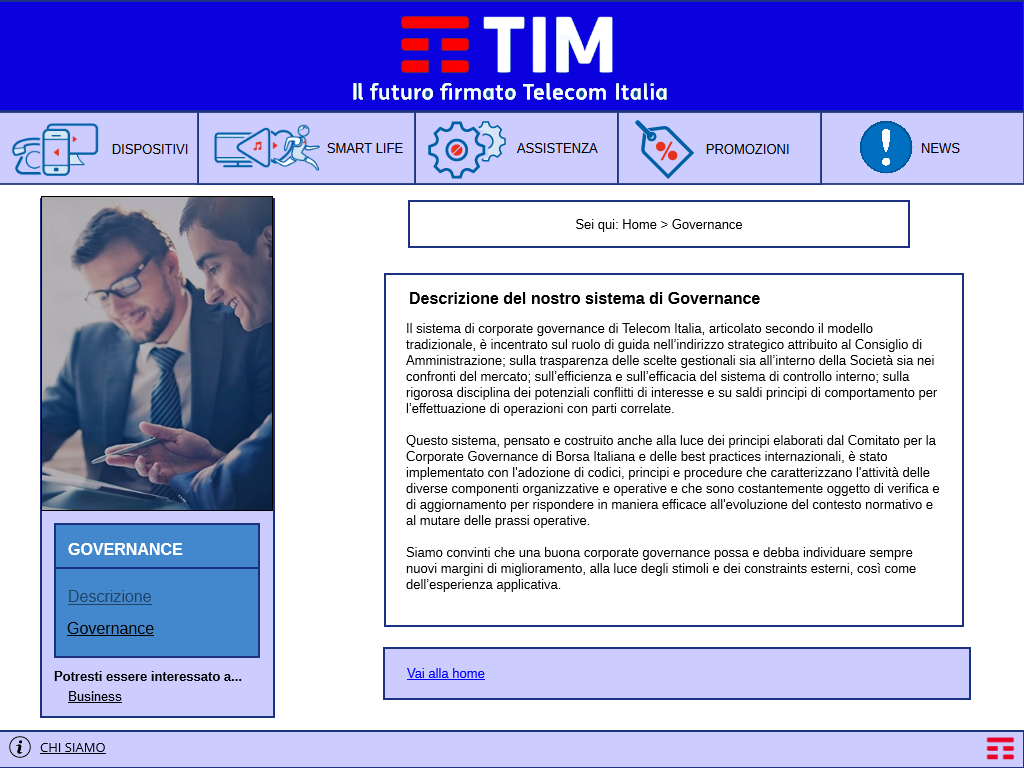 TIM
Il futuro firmato Telecom Italia
DISPOSITIVI
SMART LIFE
ASSISTENZA
PROMOZIONI
NEWS
Sei qui: Home > Governance
Descrizione del nostro sistema di Governance
Il sistema di corporate governance di Telecom Italia, articolato secondo il modello
tradizionale, è incentrato sul ruolo di guida nell’indirizzo strategico attribuito al Consiglio di
Amministrazione; sulla trasparenza delle scelte gestionali sia all’interno della Società sia nei
confronti del mercato; sull’efficienza e sull’efficacia del sistema di controllo interno; sulla
rigorosa disciplina dei potenziali conflitti di interesse e su saldi principi di comportamento per
l’effettuazione di operazioni con parti correlate.
Questo sistema, pensato e costruito anche alla luce dei principi elaborati dal Comitato per la
Corporate Governance di Borsa Italiana e delle best practices internazionali, è stato
implementato con l'adozione di codici, principi e procedure che caratterizzano l'attività delle
diverse componenti organizzative e operative e che sono costantemente oggetto di verifica e
di aggiornamento per rispondere in maniera efficace all'evoluzione del contesto normativo e
al mutare delle prassi operative.
Siamo convinti che una buona corporate governance possa e debba individuare sempre
nuovi margini di miglioramento, alla luce degli stimoli e dei constraints esterni, così come
dell’esperienza applicativa.
GOVERNANCE
Descrizione
Governance
Potresti essere interessato a...
Business
Vai alla home
CHI SIAMO